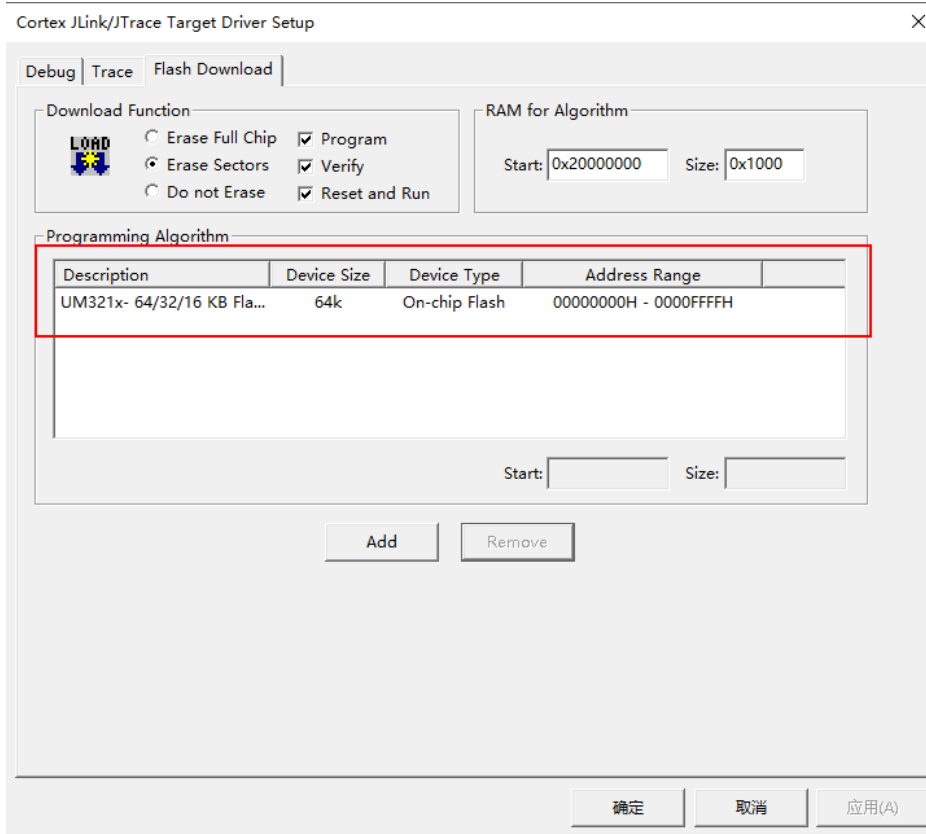 Cortex JLink/JTrace Target Driver Setup
Debug Trace Flash Download
Download Function
LOAD
Erase Full Chip
Erase Sectors
Do not Erase
Program
Verify
Reset and Run
RAM for Algorithm
Start: 0x20000000 Size: 0x1000
Programming Algorithm
Description Device Size Device Type Address Range
UM321x- 64/32/16 KB Fla... 64k On-chip Flash 00000000H - 0000FFFFH
Start: Size:
Add Remove
确定 取消 应用(A)